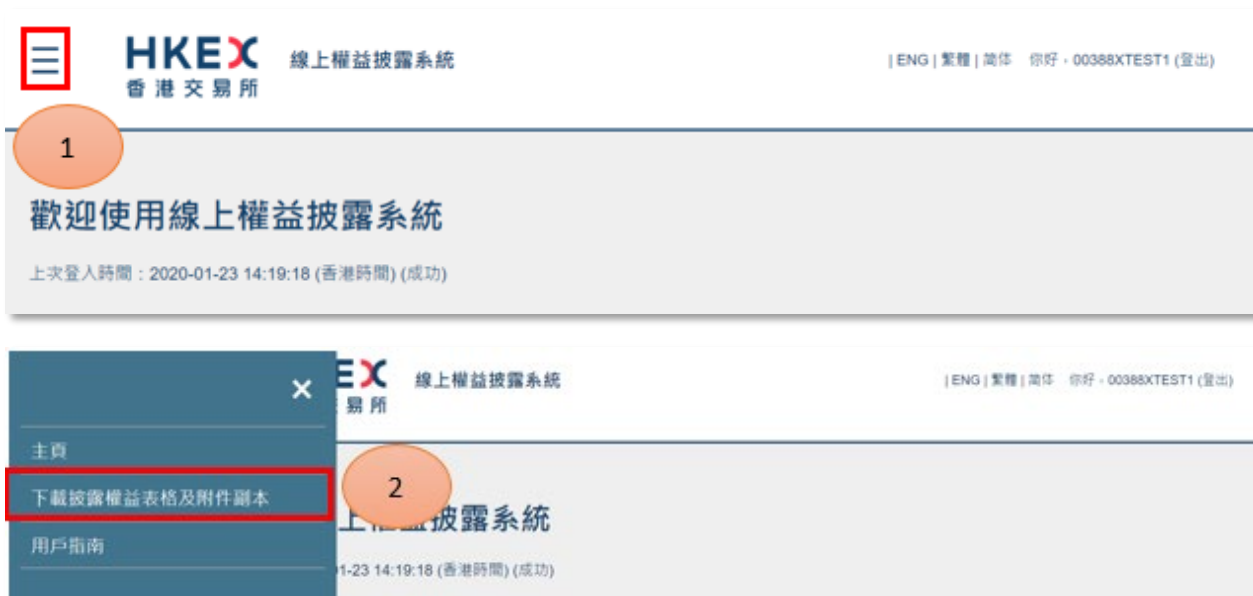 HKEX 線上權益披露系統 | ENG | 繁體 | 简体 你好，00388XTEST1 (登出)
香港交易所
1
歡迎使用線上權益披露系統
上次登入時間：2020-01-23 14:19:18 (香港時間) (成功)
× EX 線上權益披露系統 | ENG | 繁體 | 简体 你好，00388XTEST1 (登出)
易所
主頁
下載披露權益表格及附件副本
2
上權益披露系統
用戶指南
1-23 14:19:18 (香港時間) (成功)